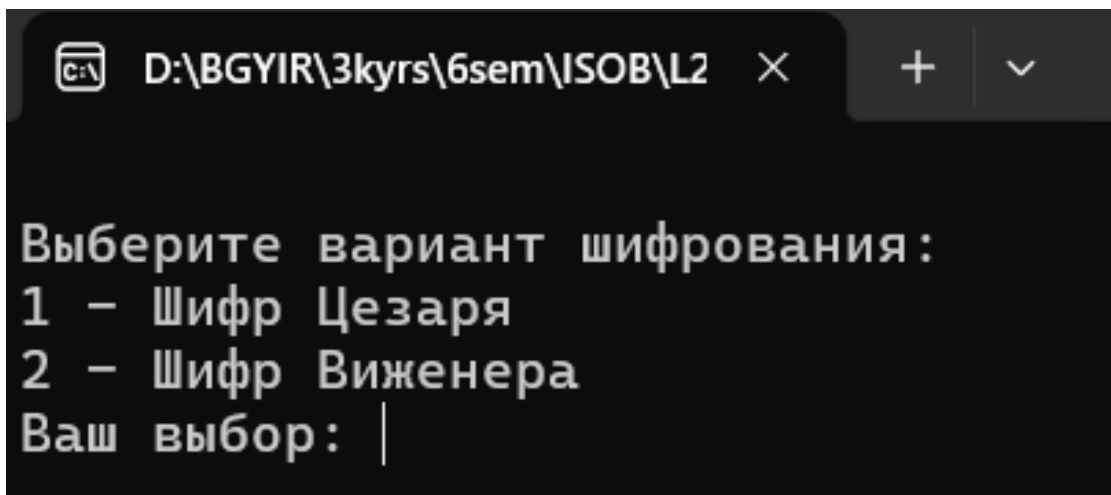 D:\BGYIR\3kyrs\6sem\ISOB\L2
Выберите вариант шифрования:
1 – Шифр Цезаря
2 – Шифр Виженера
Ваш выбор: